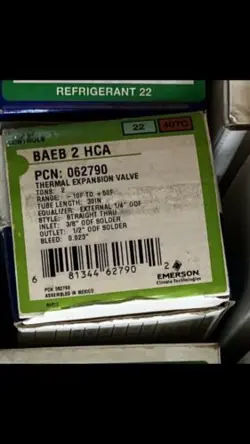 REFRIGERANT 22
CONTROLS
22
407C
BAEB 2 HCA
PCN: 062790
THERMAL EXPANSION VALVE
TONS: 2
RANGE: -10F TO +50F
TUBE LENGTH: 30IN
EQUALIZER: EXTERNAL 1/4" ODF
STYLE: STRAIGHT THRU
INLET: 3/8" ODF SOLDER
OUTLET: 1/2" ODF SOLDER
BLEED: 0.023"
6 81344 62790 2
EMERSON
Climate Technologies
PCN 062790
ASSEMBLED IN MEXICO